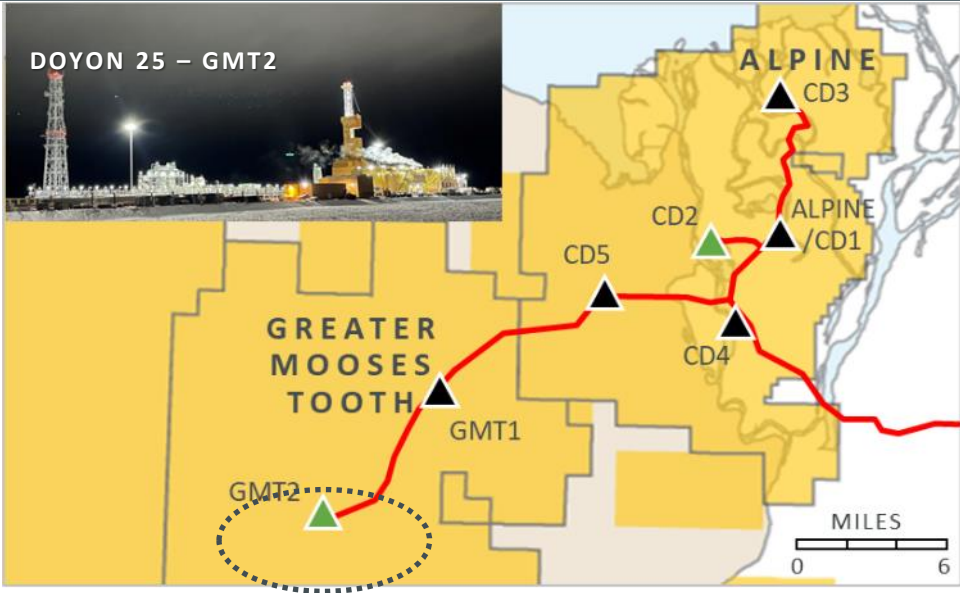 DOYON 25 – GMT2
ALPINE
CD3
CD2
ALPINE
/CD1
CD5
GREATER
MOOSES
TOOTH
CD4
GMT1
GMT2
MILES
0 6